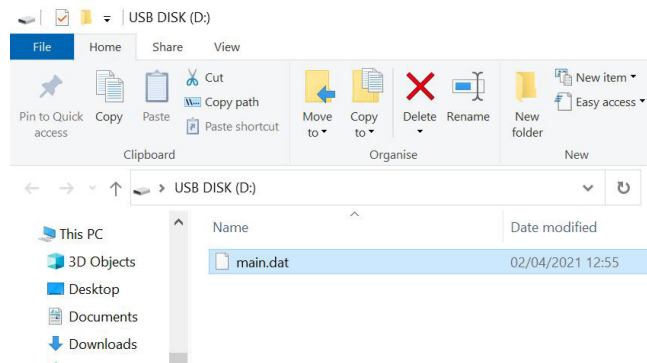 USB DISK (D:)
File Home Share View
Pin to Quick access
Copy
Paste
Cut
W... Copy path
Paste shortcut
Clipboard
Move to
Copy to
Delete
Rename
Organise
New folder
New item
Easy access
New
USB DISK (D:)
This PC
3D Objects
Desktop
Documents
Downloads
Name Date modified
main.dat 02/04/2021 12:55